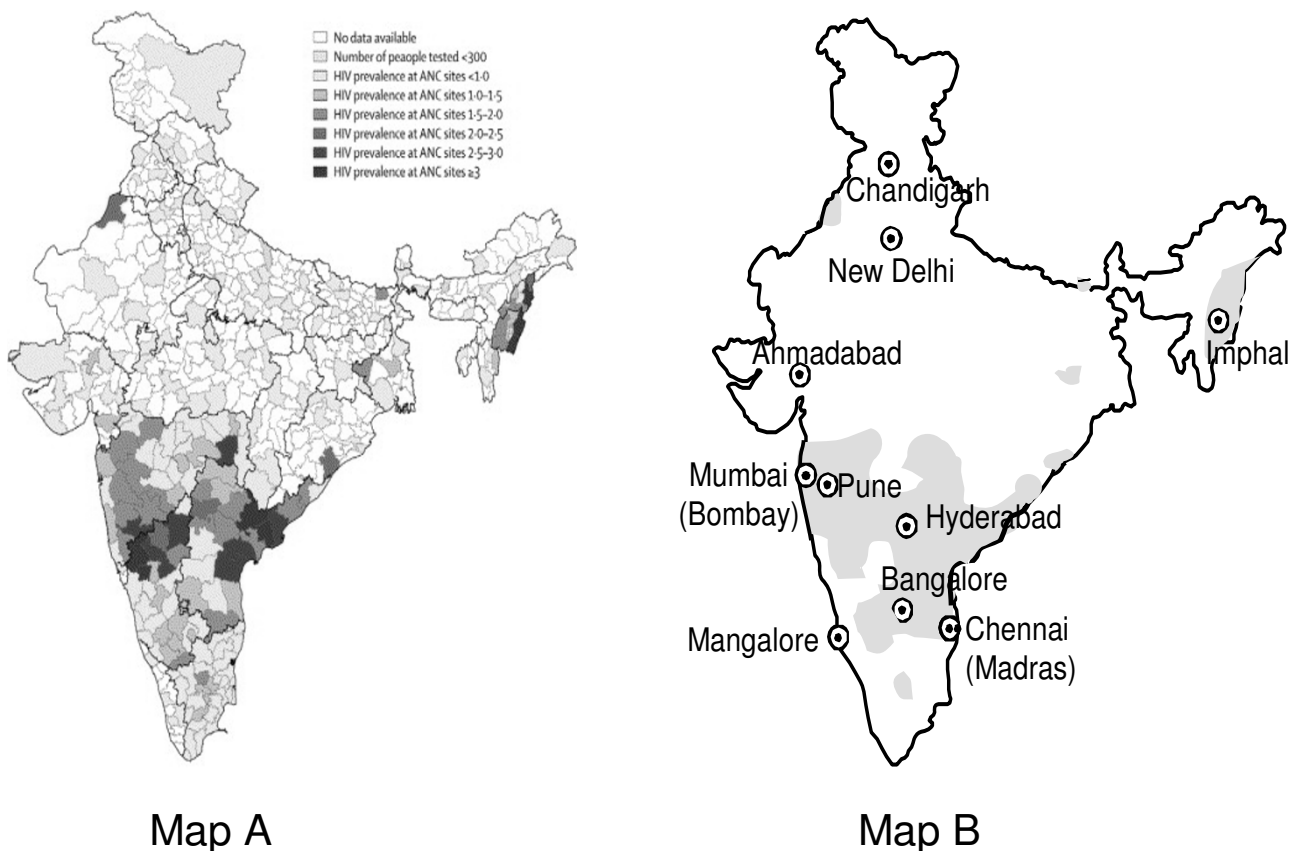 No data available
Number of peaople tested <300
HIV prevalence at ANC sites <1·0
HIV prevalence at ANC sites 1·0–1·5
HIV prevalence at ANC sites 1·5–2·0
HIV prevalence at ANC sites 2·0–2·5
HIV prevalence at ANC sites 2·5–3·0
HIV prevalence at ANC sites ≥3
Chandigarh
New Delhi
Ahmadabad
Imphal
Mumbai
(Bombay)
Pune
Hyderabad
Bangalore
Mangalore
Chennai
(Madras)
Map A
Map B